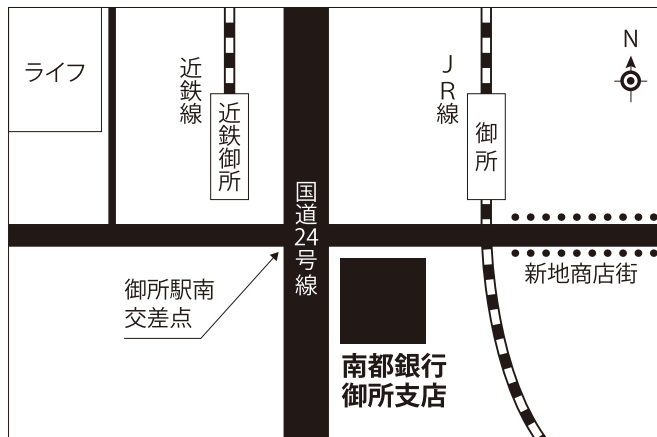 ライフ
近鉄線
近鉄御所
国道24号線
JR線
御所
N
新地商店街
御所駅南
交差点
南都銀行
御所支店